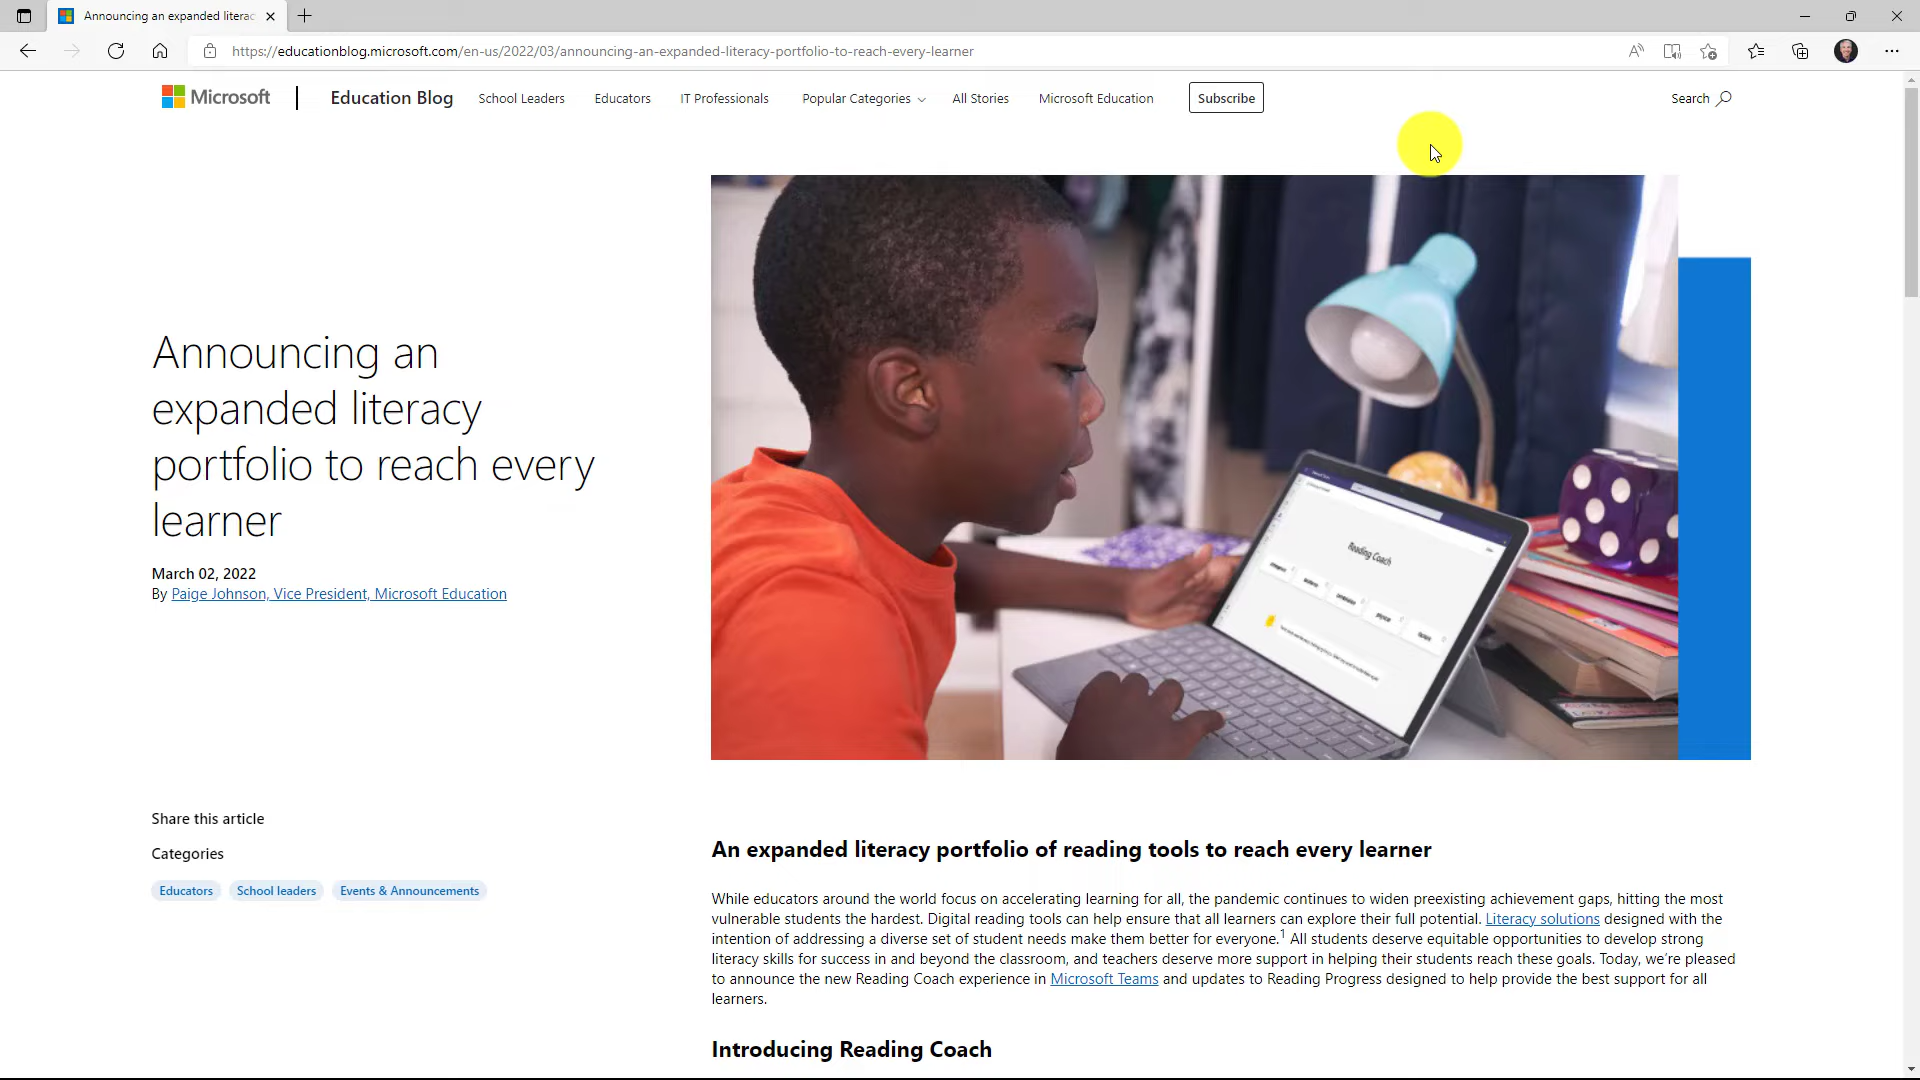 Announcing an expanded literac
https://educationblog.microsoft.com/en-us/2022/03/announcing-an-expanded-literacy-portfolio-to-reach-every-learner
Microsoft
Education Blog
School Leaders
Educators
IT Professionals
Popular Categories
All Stories
Microsoft Education
Subscribe
Search
Announcing an
expanded literacy
portfolio to reach every
learner
March 02, 2022
By Paige Johnson, Vice President, Microsoft Education
Reading Coach
Share this article
Categories
Educators
School leaders
Events & Announcements
An expanded literacy portfolio of reading tools to reach every learner
While educators around the world focus on accelerating learning for all, the pandemic continues to widen preexisting achievement gaps, hitting the most
vulnerable students the hardest. Digital reading tools can help ensure that all learners can explore their full potential. Literacy solutions designed with the
intention of addressing a diverse set of student needs make them better for everyone.1 All students deserve equitable opportunities to develop strong
literacy skills for success in and beyond the classroom, and teachers deserve more support in helping their students reach these goals. Today, we're pleased
to announce the new Reading Coach experience in Microsoft Teams and updates to Reading Progress designed to help provide the best support for all
learners.
Introducing Reading Coach